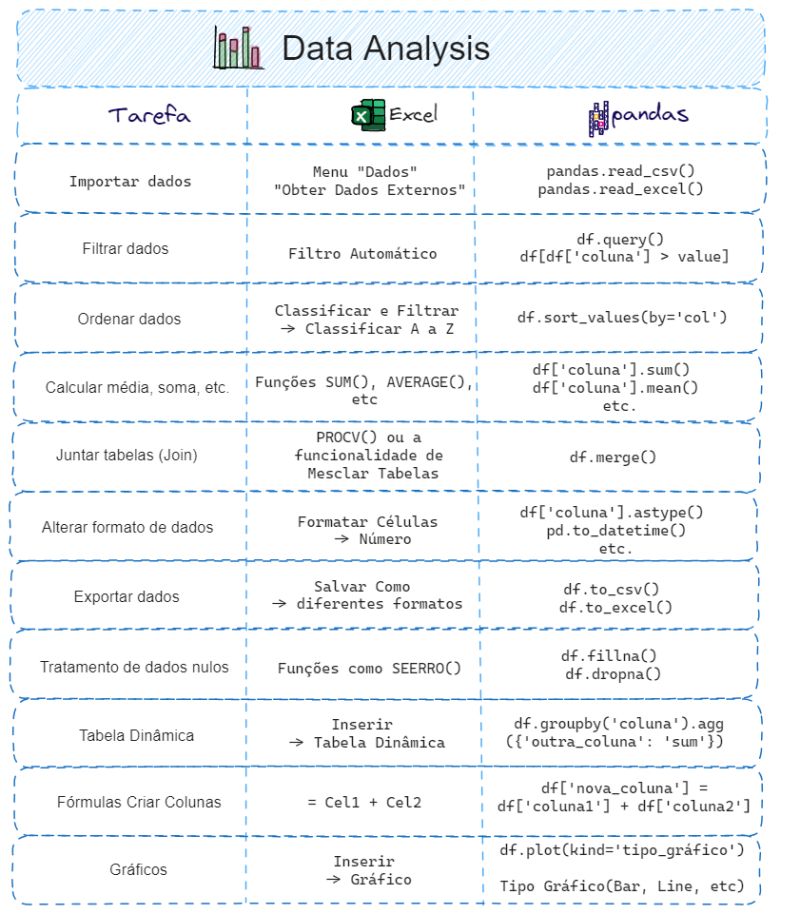 Data Analysis
Tarefa
Excel
pandas
Importar dados
Menu "Dados"
"Obter Dados Externos"
pandas.read_csv()
pandas.read_excel()
Filtrar dados
Filtro Automático
df.query()
df[df['coluna'] > value]
Ordenar dados
Classificar e Filtrar
→ Classificar A a Z
df.sort_values(by='col')
Calcular média, soma, etc.
Funções SUM(), AVERAGE(),
etc
df['coluna'].sum()
df['coluna'].mean()
etc.
Juntar tabelas (Join)
PROCV() ou a
funcionalidade de
Mesclar Tabelas
df.merge()
Alterar formato de dados
Formatar Células
→ Número
df['coluna'].astype()
pd.to_datetime()
etc.
Exportar dados
Salvar Como
→ diferentes formatos
df.to_csv()
df.to_excel()
Tratamento de dados nulos
Funções como SEERRO()
df.fillna()
df.dropna()
Tabela Dinâmica
Inserir
→ Tabela Dinâmica
df.groupby('coluna').agg
({'outra_coluna': 'sum'})
Fórmulas Criar Colunas
= Cel1 + Cel2
df['nova_coluna'] =
df['coluna1'] + df['coluna2']
Gráficos
Inserir
→ Gráfico
df.plot(kind='tipo_gráfico')
Tipo Gráfico(Bar, Line, etc)